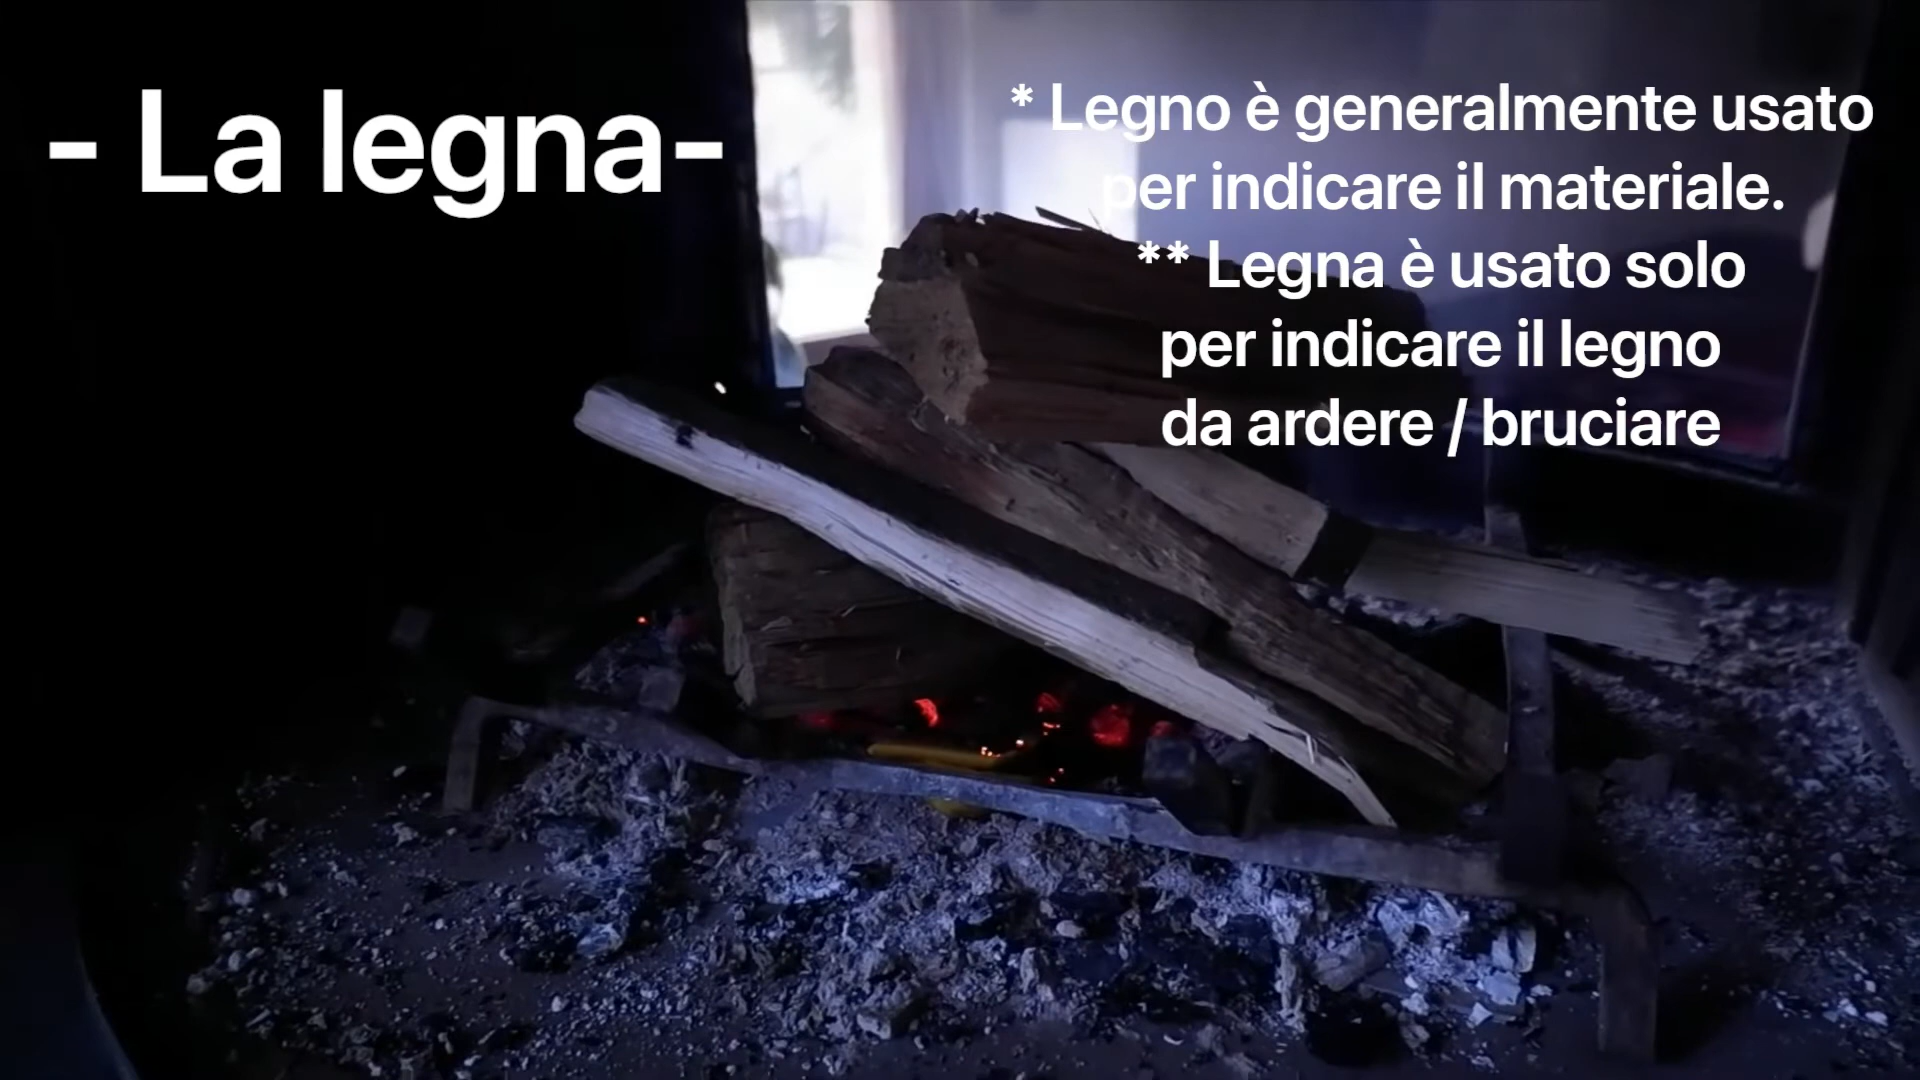 - La legna-
* Legno è generalmente usato
per indicare il materiale.
** Legna è usato solo
per indicare il legno
da ardere / bruciare